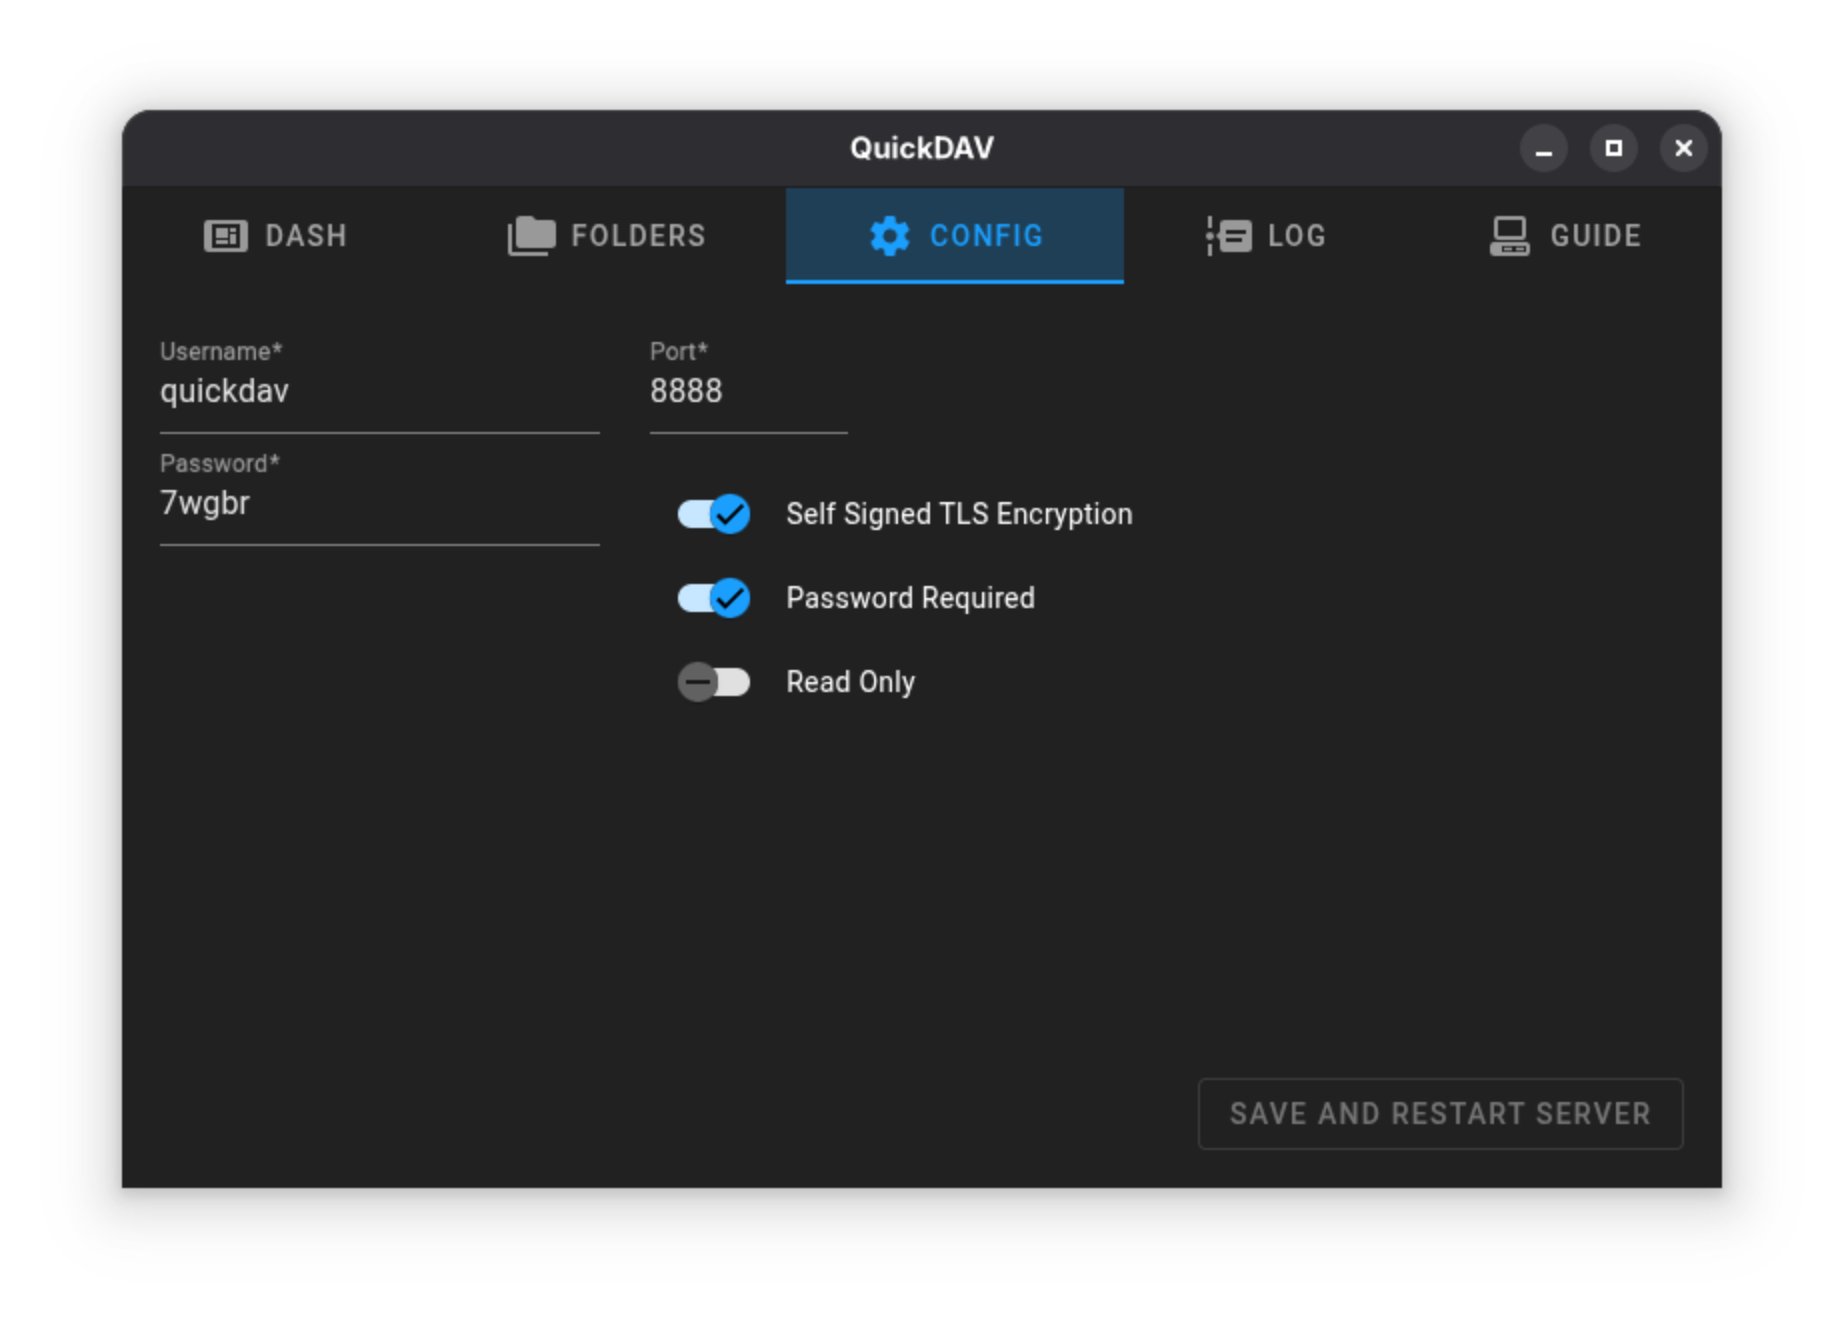 QuickDAV
DASH FOLDERS CONFIG LOG GUIDE
Username*
quickdav
Port*
8888
Password*
7wgbr
Self Signed TLS Encryption
Password Required
Read Only
SAVE AND RESTART SERVER